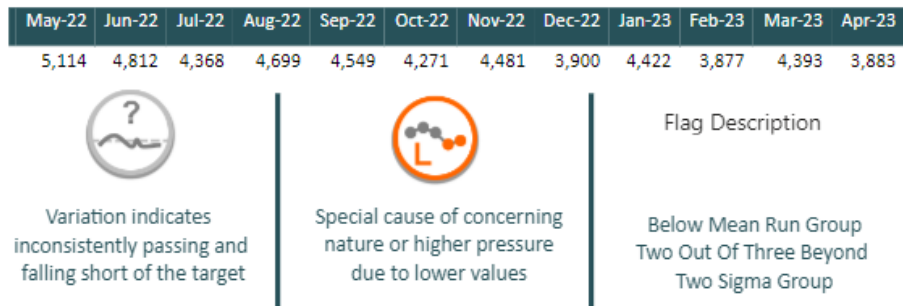 May-22 Jun-22 Jul-22 Aug-22 Sep-22 Oct-22 Nov-22 Dec-22 Jan-23 Feb-23 Mar-23 Apr-23
5,114 4,812 4,368 4,699 4,549 4,271 4,481 3,900 4,422 3,877 4,393 3,883
?
L
Flag Description
Variation indicates
inconsistently passing and
falling short of the target
Special cause of concerning
nature or higher pressure
due to lower values
Below Mean Run Group
Two Out Of Three Beyond
Two Sigma Group